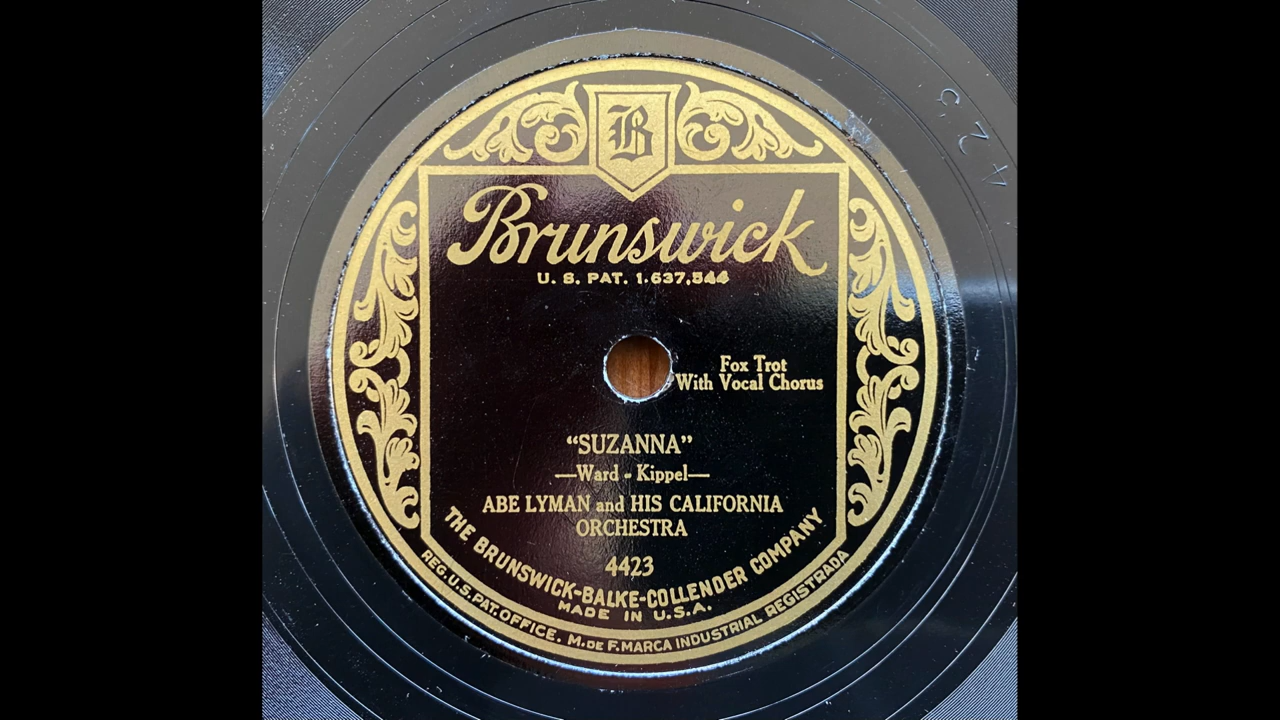 B
Brunswick
U. S. PAT. 1.637,544
Fox Trot
With Vocal Chorus
“SUZANNA”
—Ward - Kippel—
ABE LYMAN and HIS CALIFORNIA
ORCHESTRA
4423
THE BRUNSWICK-BALKE-COLLENDER COMPANY
MADE IN U.S.A.
REG. U.S. PAT. OFFICE. M. DE F. MARCA INDUSTRIAL REGISTRADA